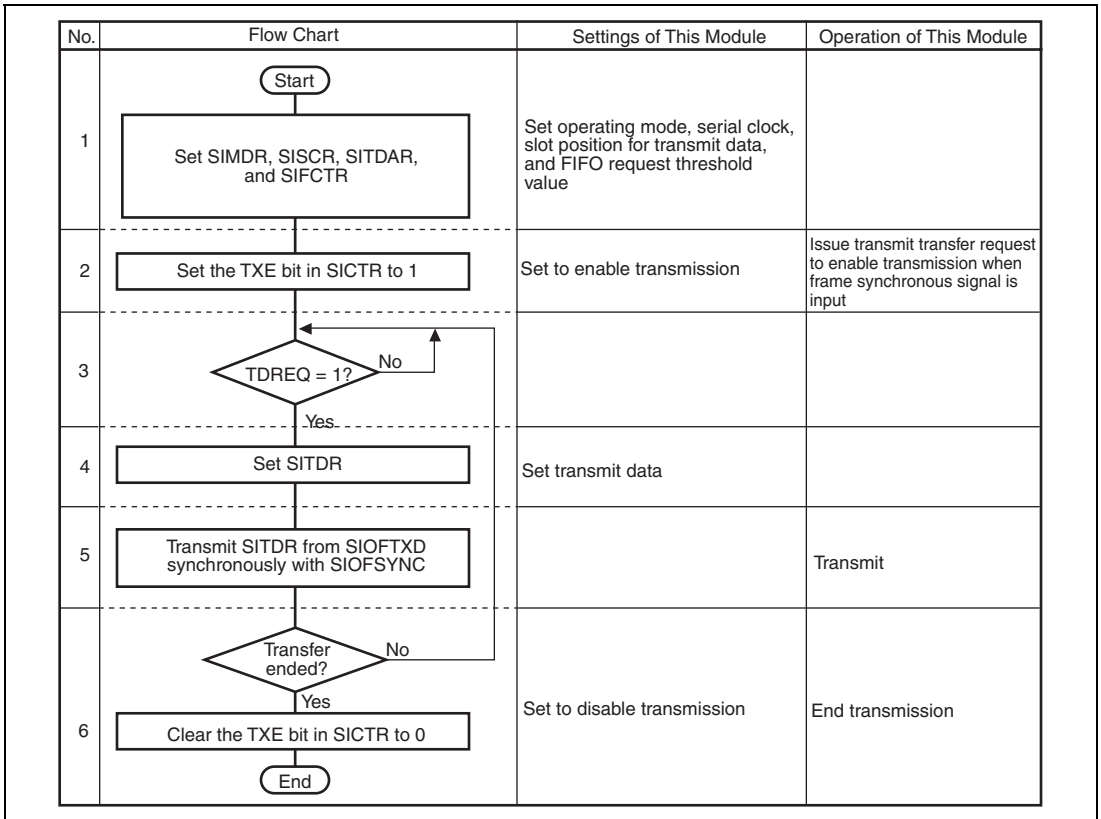 No.
Flow Chart
Settings of This Module
Operation of This Module
Start
1
Set SIMDR, SISCR, SITDAR,
and SIFCTR
Set operating mode, serial clock,
slot position for transmit data,
and FIFO request threshold
value
2
Set the TXE bit in SICTR to 1
Set to enable transmission
Issue transmit transfer request
to enable transmission when
frame synchronous signal is
input
3
TDREQ = 1?
No
Yes
4
Set SITDR
Set transmit data
5
Transmit SITDR from SIOFTXD
synchronously with SIOFSYNC
Transmit
Transfer
ended?
No
Yes
6
Clear the TXE bit in SICTR to 0
Set to disable transmission
End transmission
End